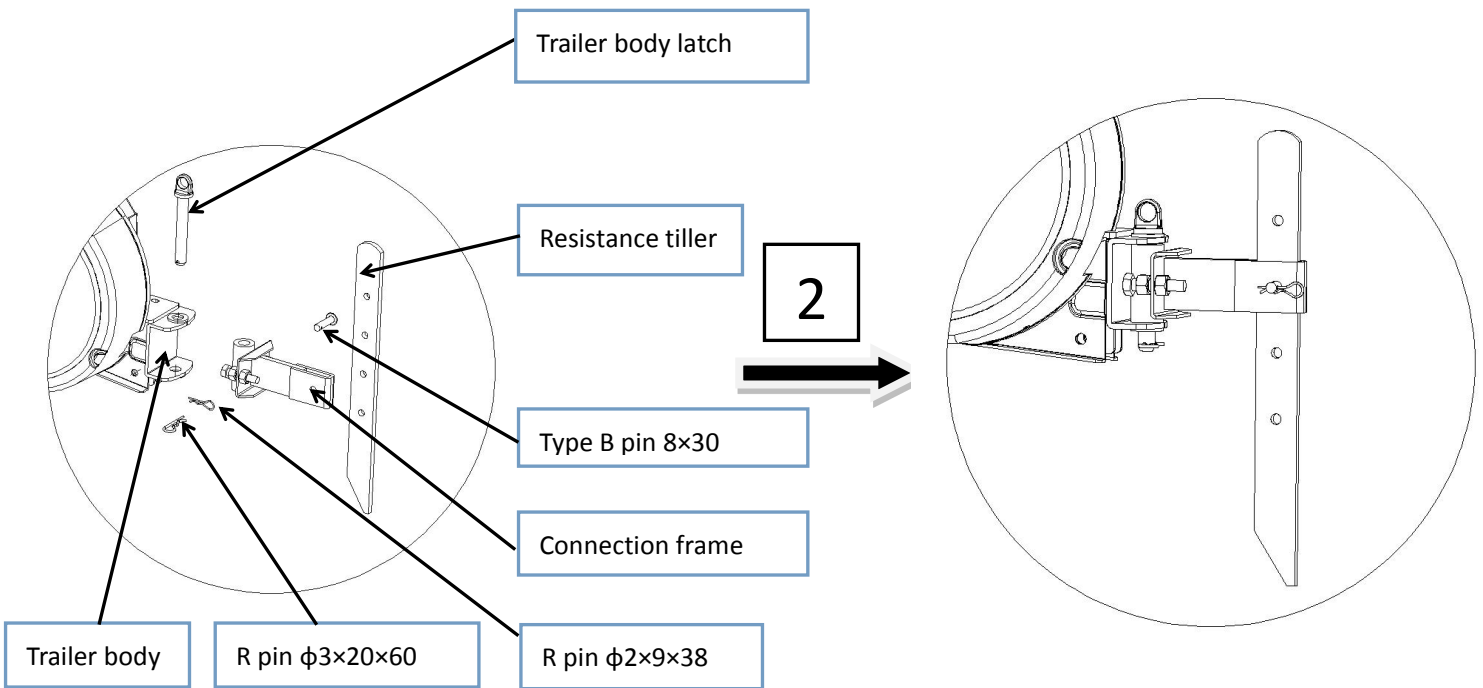 Trailer body latch
Resistance tiller
2
Type B pin 8×30
Connection frame
Trailer body
R pin ϕ3×20×60
R pin ϕ2×9×38